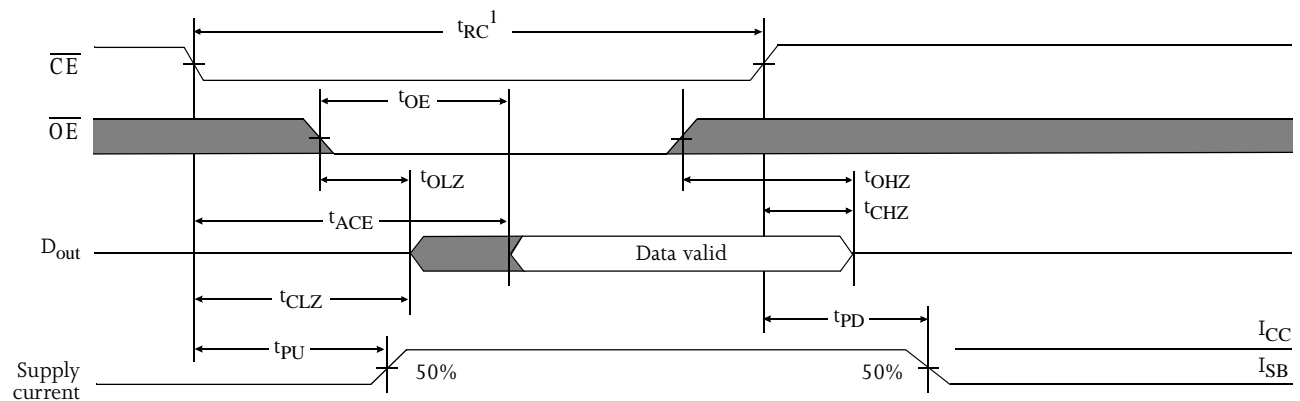 tRC1
CE
tOE
OE
tOLZ
tOHZ
tCHZ
tACE
Dout
Data valid
tCLZ
tPD
tPU
ICC
Supply
current
50%
50%
ISB